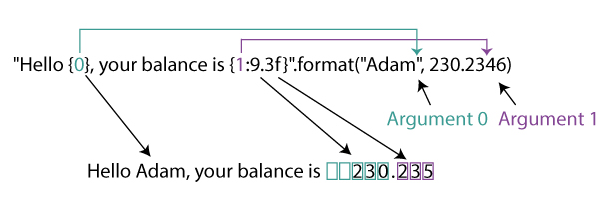 "Hello {0}, your balance is {1:9.3f}".format("Adam", 230.2346)
Argument 0 Argument 1
Hello Adam, your balance is 230.235